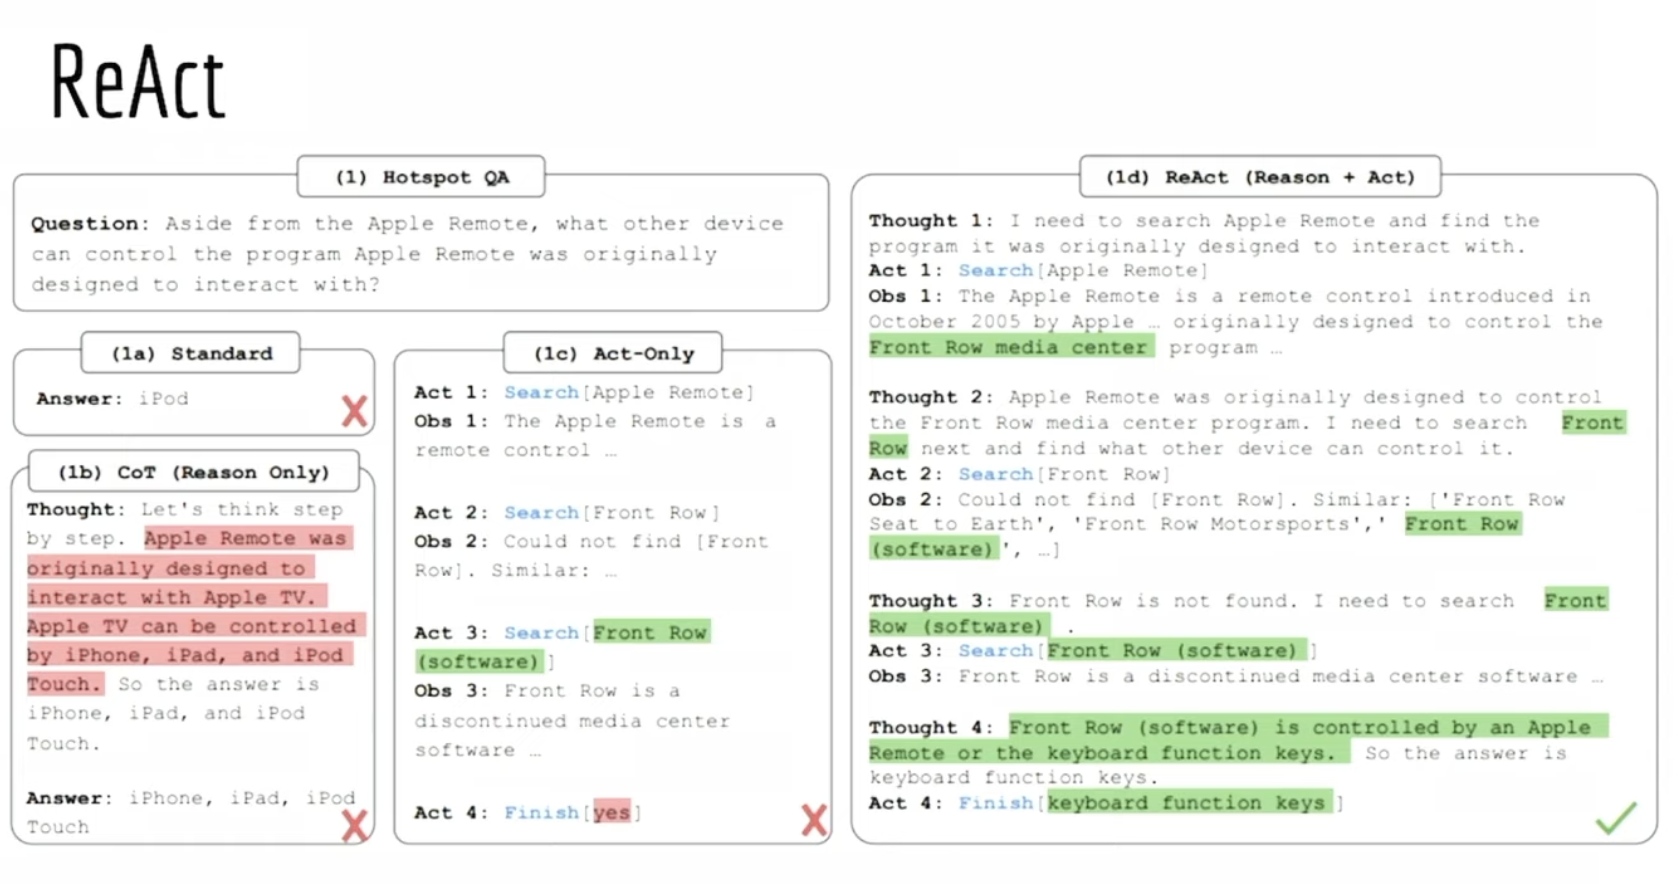 ReAct
(1) Hotspot QA
Question: Aside from the Apple Remote, what other device
can control the program Apple Remote was originally
designed to interact with?
(1a) Standard
Answer: iPod
(1b) CoT (Reason Only)
Thought: Let's think step
by step. Apple Remote was
originally designed to
interact with Apple TV.
Apple TV can be controlled
by iPhone, iPad, and iPod
Touch. So the answer is
iPhone, iPad, and iPod
Touch.
Answer: iPhone, iPad, iPod
Touch
(1c) Act-Only
Act 1: Search[Apple Remote]
Obs 1: The Apple Remote is a
remote control …
Act 2: Search[Front Row]
Obs 2: Could not find [Front
Row]. Similar: …
Act 3: Search[Front Row
(software)]
Obs 3: Front Row is a
discontinued media center
software …
Act 4: Finish[yes]
(1d) ReAct (Reason + Act)
Thought 1: I need to search Apple Remote and find the
program it was originally designed to interact with.
Act 1: Search[Apple Remote]
Obs 1: The Apple Remote is a remote control introduced in
October 2005 by Apple … originally designed to control the
Front Row media center program …
Thought 2: Apple Remote was originally designed to control
the Front Row media center program. I need to search Front
Row next and find what other device can control it.
Act 2: Search[Front Row]
Obs 2: Could not find [Front Row]. Similar: ['Front Row
Seat to Earth', 'Front Row Motorsports',' Front Row
(software)', …]
Thought 3: Front Row is not found. I need to search Front
Row (software) .
Act 3: Search[Front Row (software)]
Obs 3: Front Row is a discontinued media center software …
Thought 4: Front Row (software) is controlled by an Apple
Remote or the keyboard function keys. So the answer is
keyboard function keys.
Act 4: Finish[keyboard function keys]